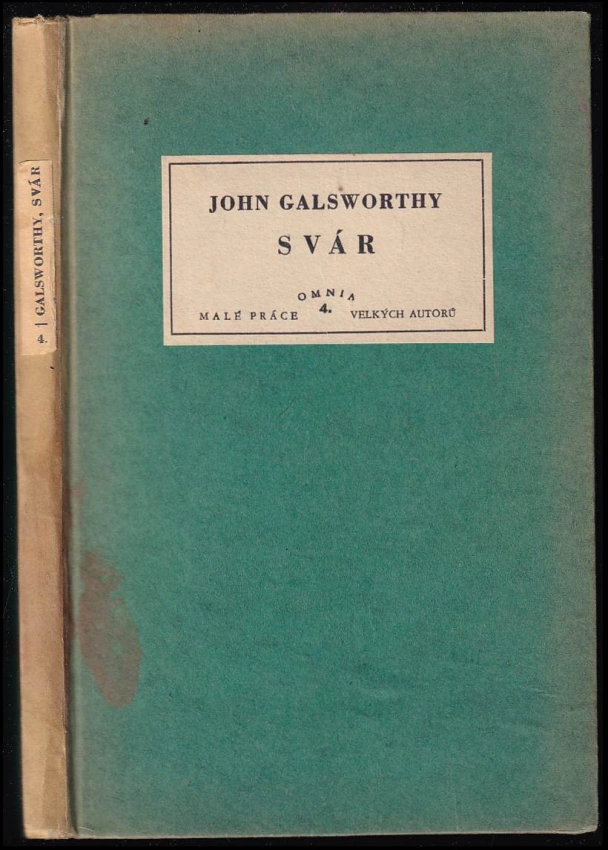 JOHN GALSWORTHY
SVÁR
OMNIA
4.
MALÉ PRÁCE VELKÝCH AUTORŮ
4. | GALSWORTHY, SVÁR